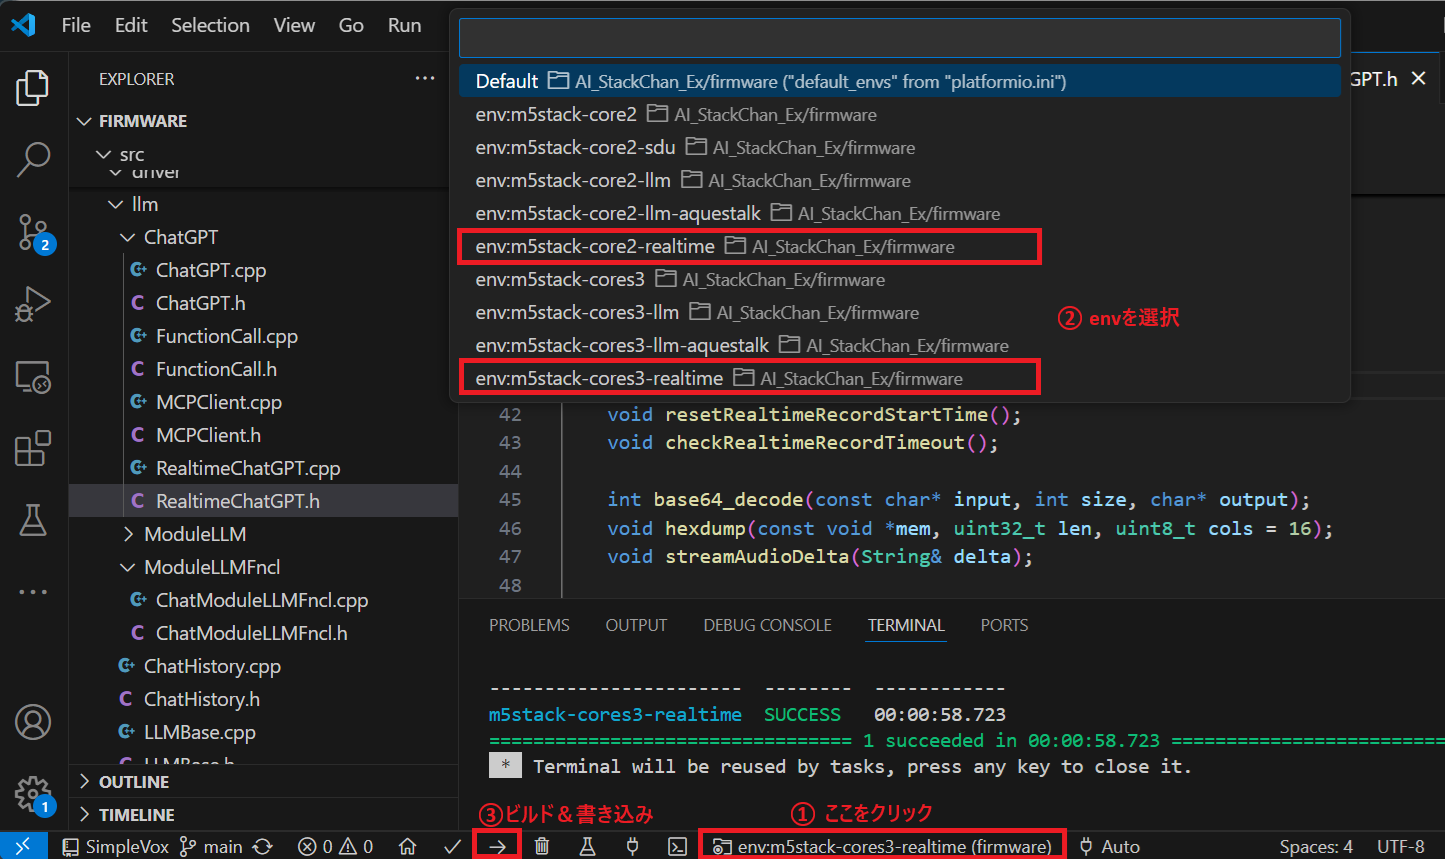 File Edit Selection View Go Run
EXPLORER ...
FIRMWARE
src
driver
llm
ChatGPT
ChatGPT.cpp
ChatGPT.h
FunctionCall.cpp
FunctionCall.h
MCPClient.cpp
MCPClient.h
RealtimeChatGPT.cpp
RealtimeChatGPT.h
ModuleLLM
ModuleLLMFncl
ChatModuleLLMFncl.cpp
ChatModuleLLMFncl.h
ChatHistory.cpp
ChatHistory.h
LLMBase.cpp
LLMBase.h
OUTLINE
TIMELINE
2
1
Default AI_StackChan_Ex/firmware ("default_envs" from "platformio.ini")
env:m5stack-core2 AI_StackChan_Ex/firmware
env:m5stack-core2-sdu AI_StackChan_Ex/firmware
env:m5stack-core2-llm AI_StackChan_Ex/firmware
env:m5stack-core2-llm-aquestalk AI_StackChan_Ex/firmware
env:m5stack-core2-realtime AI_StackChan_Ex/firmware
env:m5stack-cores3 AI_StackChan_Ex/firmware
env:m5stack-cores3-llm AI_StackChan_Ex/firmware
env:m5stack-cores3-llm-aquestalk AI_StackChan_Ex/firmware
env:m5stack-cores3-realtime AI_StackChan_Ex/firmware
② envを選択
GPT.h
42 void resetRealtimeRecordStartTime();
43 void checkRealtimeRecordTimeout();
44
45 int base64_decode(const char* input, int size, char* output);
46 void hexdump(const void *mem, uint32_t len, uint8_t cols = 16);
47 void streamAudioDelta(String& delta);
48
PROBLEMS OUTPUT DEBUG CONSOLE TERMINAL PORTS
----------------------- -------- ------------
m5stack-cores3-realtime SUCCESS 00:00:58.723
================================= 1 succeeded in 00:00:58.723 =========================
* Terminal will be reused by tasks, press any key to close it.
③ビルド＆書き込み
① ここをクリック
SimpleVox main 0 0 env:m5stack-cores3-realtime (firmware) Auto Spaces: 4 UTF-8